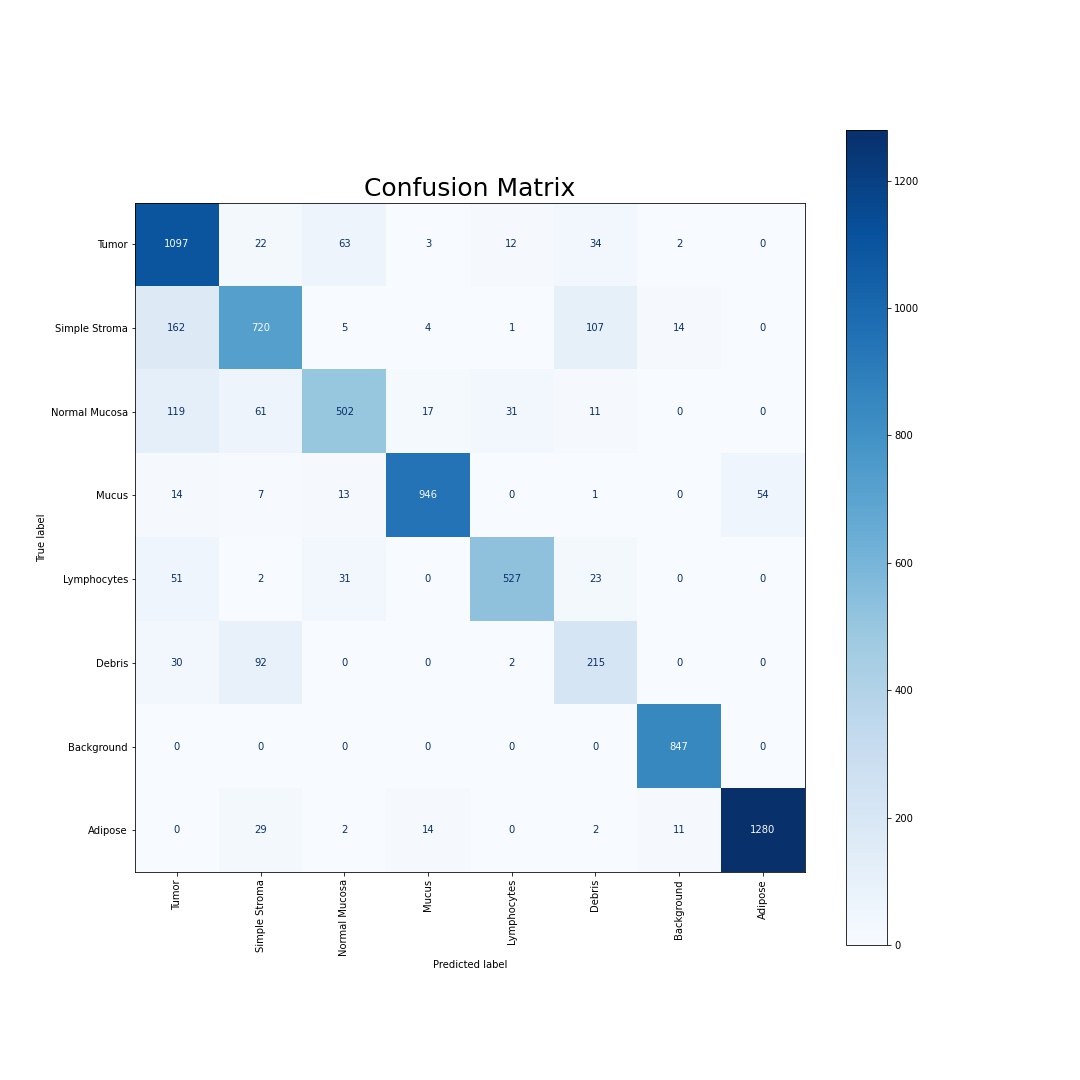 Confusion Matrix
Tumor 1097 22 63 3 12 34 2 0
Simple Stroma 162 720 5 4 1 107 14 0
Normal Mucosa 119 61 502 17 31 11 0 0
Mucus 14 7 13 946 0 1 0 54
Lymphocytes 51 2 31 0 527 23 0 0
Debris 30 92 0 0 2 215 0 0
Background 0 0 0 0 0 0 847 0
Adipose 0 29 2 14 0 2 11 1280
True label
Tumor Simple Stroma Normal Mucosa Mucus Lymphocytes Debris Background Adipose
Predicted label
1200
1000
800
600
400
200
0